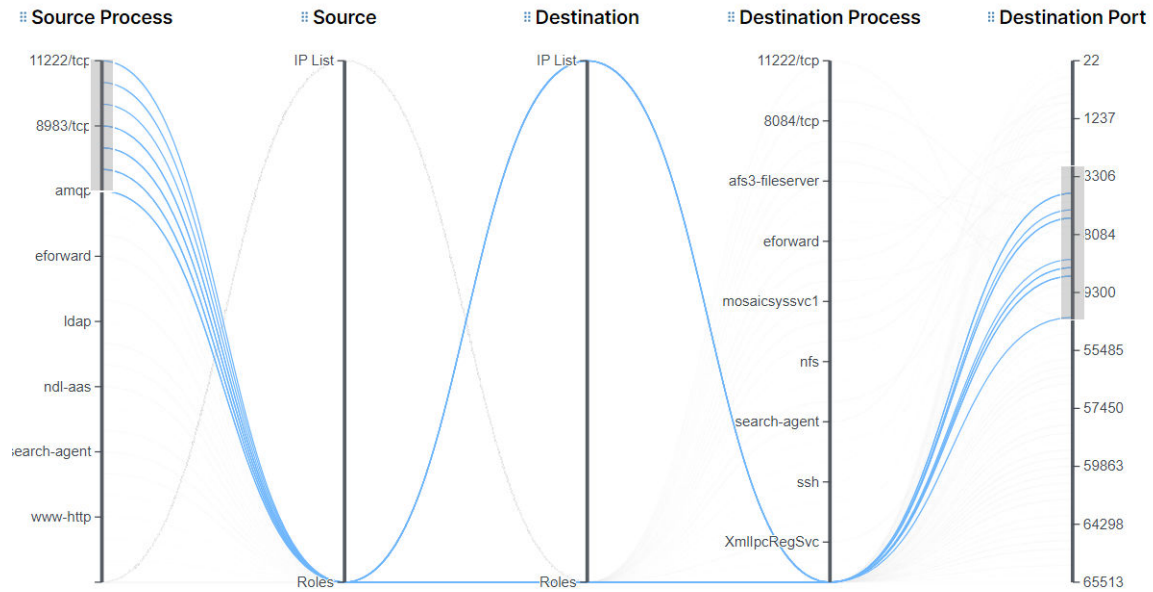 Source Process
Source
Destination
Destination Process
Destination Port
11222/tcp
8983/tcp
amqp
eforward
ldap
ndl-aas
search-agent
www-http
IP List
Roles
IP List
Roles
11222/tcp
8084/tcp
afs3-fileserver
eforward
mosaicsyssvc1
nfs
search-agent
ssh
XmlIpcRegSvc
22
1237
3306
8084
9300
55485
57450
59863
64298
65513